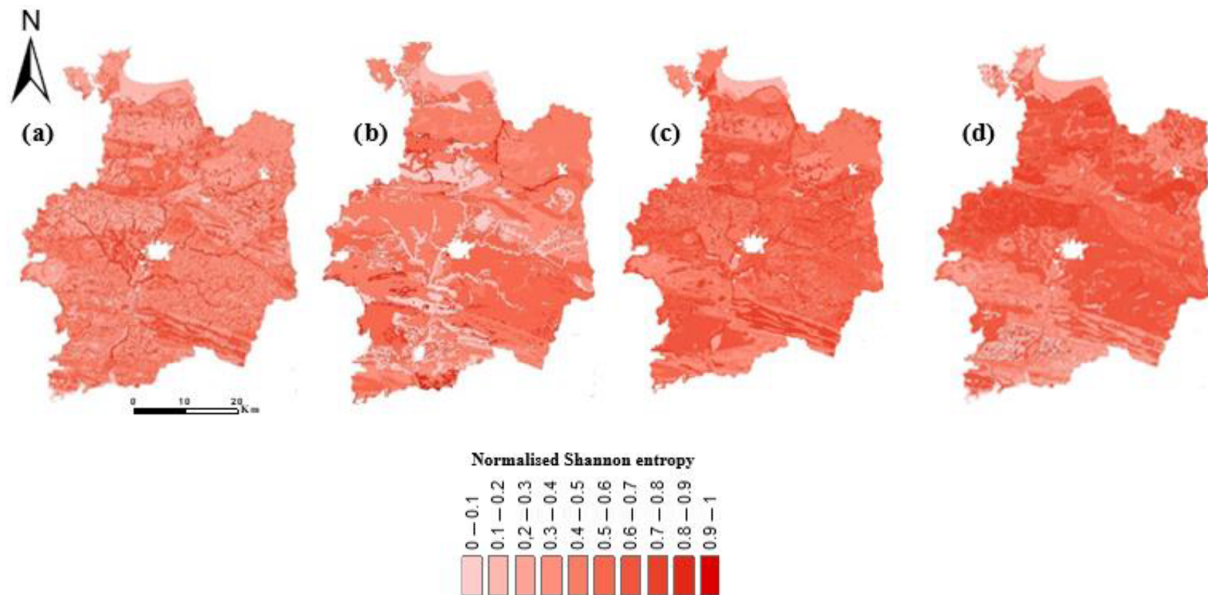 N
(a)
(b)
(c)
(d)
0 10 20
Km
Normalised Shannon entropy
0 – 0.1
0.1 – 0.2
0,2 – 0.3
0.3 – 0.4
0.4 – 0.5
0.5 – 0.6
0.6 – 0.7
0.7 – 0.8
0.8 – 0.9
0.9 – 1